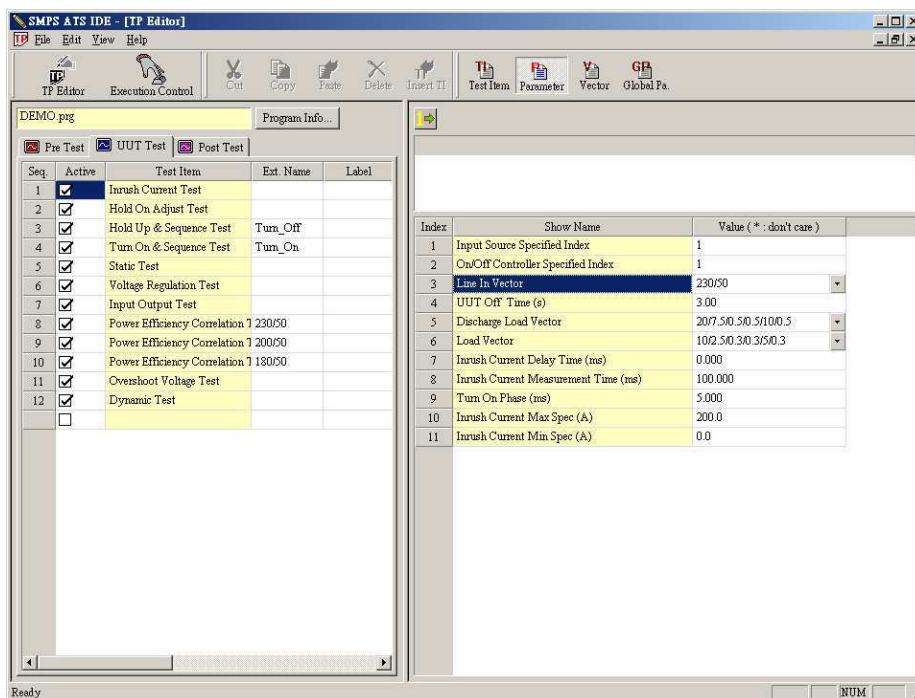 SMPS ATS IDE - [TP Editor]
TP File Edit View Help
TP TI P V GP
TP Editor Execution Control Cut Copy Paste Delete Insert TI Test Item Parameter Vector Global Pa.
DEMO.prg Program Info...
Pre Test UUT Test Post Test
Seq. Active Test Item Ext. Name Label
1 Inrush Current Test
2 Hold On Adjust Test
3 Hold Up & Sequence Test Turn_Off
4 Turn On & Sequence Test Turn_On
5 Static Test
6 Voltage Regulation Test
7 Input Output Test
8 Power Efficiency Correlation T 230/50
9 Power Efficiency Correlation T 200/50
10 Power Efficiency Correlation T 180/50
11 Overshoot Voltage Test
12 Dynamic Test
Index Show Name Value ( * : don't care )
1 Input Source Specified Index 1
2 On/Off Controller Specified Index 1
3 Line In Vector 230/50
4 UUT Off Time (s) 3.00
5 Discharge Load Vector 20/7.5/0.5/0.5/10/0.5
6 Load Vector 10/2.5/0.3/0.3/5/0.3
7 Inrush Current Delay Time (ms) 0.000
8 Inrush Current Measurement Time (ms) 100.000
9 Turn On Phase (ms) 5.000
10 Inrush Current Max Spec (A) 200.0
11 Inrush Current Min Spec (A) 0.0
Ready NUM